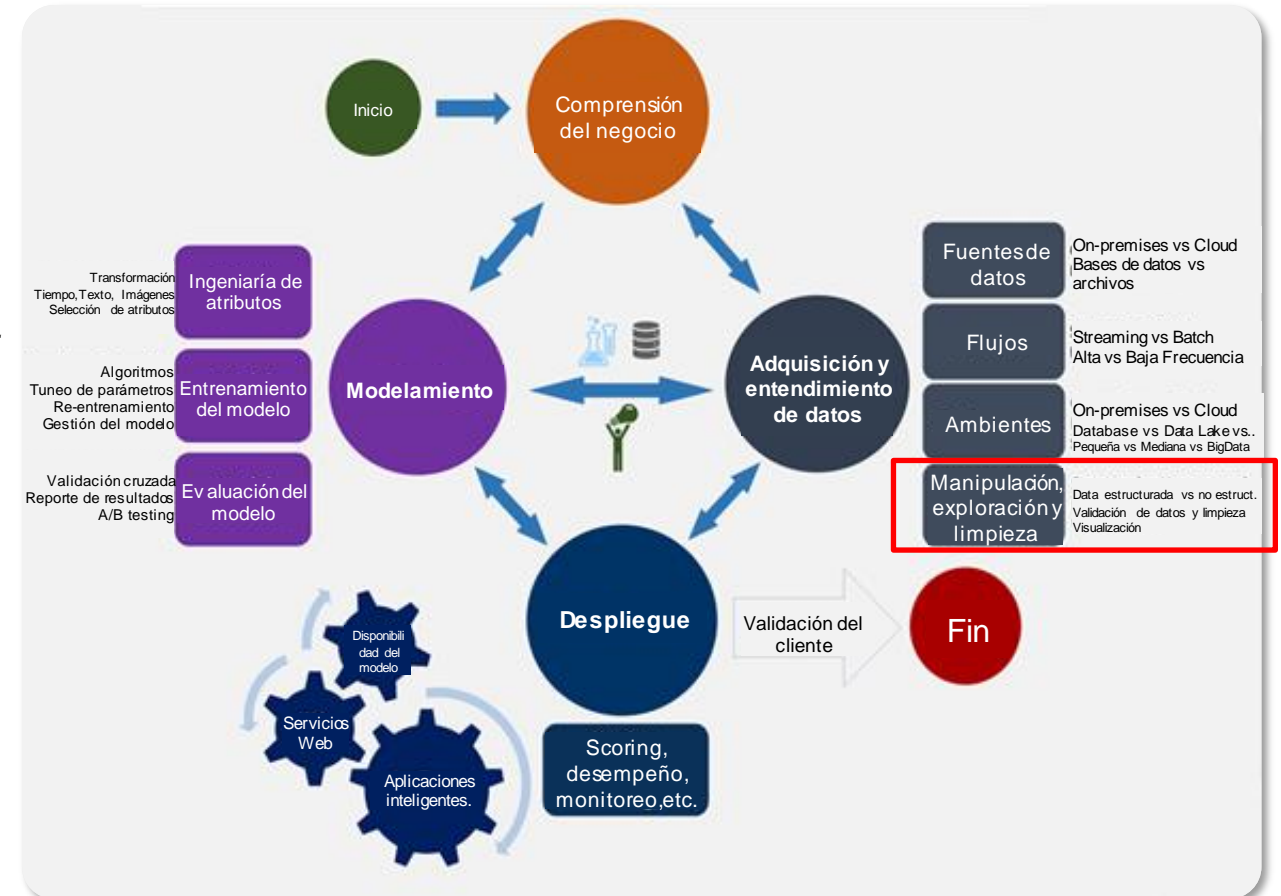 Inicio
Comprensión
del negocio
Transformación
Tiempo, Texto, Imágenes
Selección de atributos
Ingeniaría de
atributos
Algoritmos
Tuneo de parámetros
Re-entrenamiento
Gestión del modelo
Entrenamiento
del modelo
Validación cruzada
Reporte de resultados
A/B testing
Evaluación del
modelo
Modelamiento
Adquisición y
entendimiento
de datos
Fuentes de
datos
On-premises vs Cloud
Bases de datos vs
archivos
Flujos
Streaming vs Batch
Alta vs Baja Frecuencia
Ambientes
On-premises vs Cloud
Database vs Data Lake vs..
Pequeña vs Mediana vs BigData
Manipulación,
exploración y
limpieza
Data estructurada vs no estruct.
Validación de datos y limpieza
Visualización
Despliegue
Validación del
cliente
Fin
Disponibili
dad del
modelo
Servicios
Web
Aplicaciones
inteligentes.
Scoring,
desempeño,
monitoreo,etc.